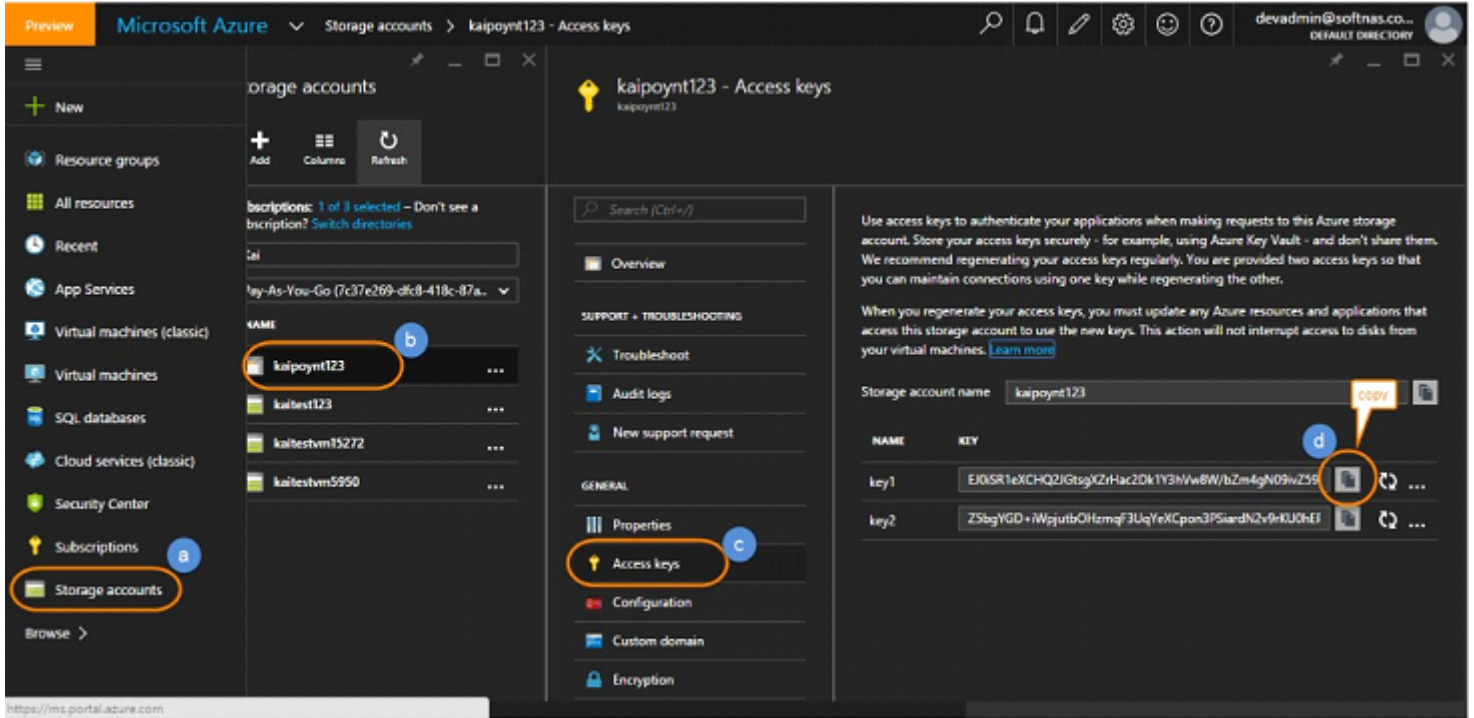 Preview
Microsoft Azure
Storage accounts > kaipoynt123 - Access keys
devadmin@softnas.co...
DEFAULT DIRECTORY
New
Resource groups
All resources
Recent
App Services
Virtual machines (classic)
Virtual machines
SQL databases
Cloud services (classic)
Security Center
Subscriptions
a
Storage accounts
Browse >
https://ms.portal.azure.com
orage accounts
Add
Columns
Refresh
bscriptions: 1 of 3 selected – Don't see a
bscription? Switch directories
Kai
Pay-As-You-Go (7c37e269-dfc8-418c-87a..
NAME
b
kaipoynt123
...
kaitest123
...
kaitestvm15272
...
kaitestvm5950
...
kaipoynt123 - Access keys
kaipoynt123
Search (Ctrl+/)
Overview
SUPPORT + TROUBLESHOOTING
Troubleshoot
Audit logs
New support request
GENERAL
Properties
c
Access keys
Configuration
Custom domain
Encryption
Use access keys to authenticate your applications when making requests to this Azure storage
account. Store your access keys securely - for example, using Azure Key Vault - and don't share them.
We recommend regenerating your access keys regularly. You are provided two access keys so that
you can maintain connections using one key while regenerating the other.
When you regenerate your access keys, you must update any Azure resources and applications that
access this storage account to use the new keys. This action will not interrupt access to disks from
your virtual machines. Learn more
Storage account name kaipoynt123
copy
NAME KEY
d
key1
...
key2
...